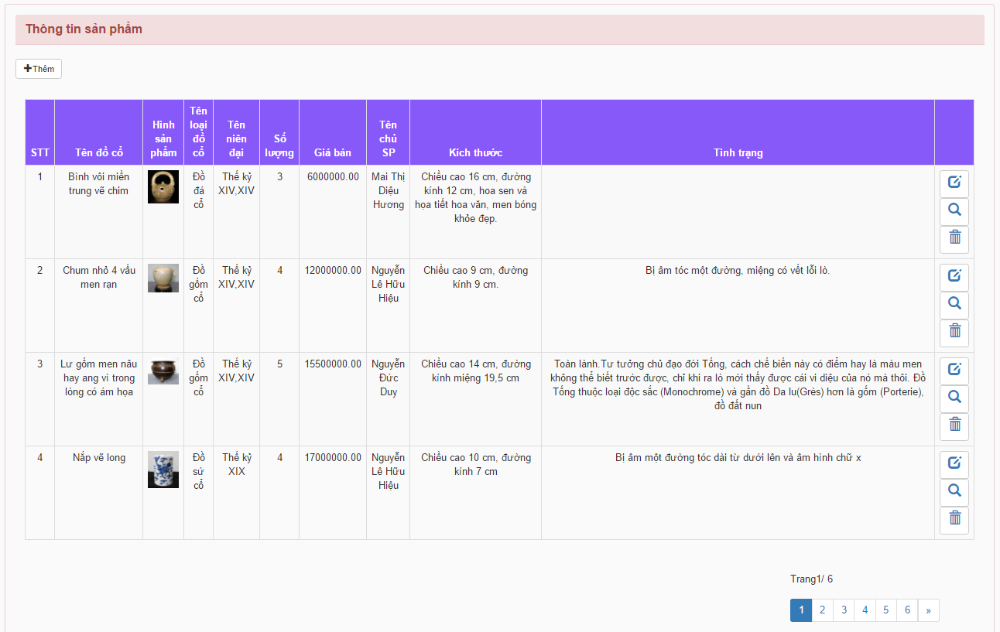 Thông tin sản phẩm
Thêm
Tên
Hình loại Tên Tên
sản đồ niên Số chủ
STT Tên đồ cổ phẩm cổ đại lượng Giá bán SP Kích thước Tình trạng
1 Bình vôi miền Đồ Thế kỷ 3 6000000.00 Mai Thị Chiều cao 16 cm, đường
trung vẽ chim đá XIV,XIV Diệu kính 12 cm, hoa sen và
cổ Hương họa tiết hoa văn, men bóng
khỏe đẹp.
2 Chum nhỏ 4 vấu Đồ Thế kỷ 4 12000000.00 Nguyễn Chiều cao 9 cm, đường Bị âm tóc một đường, miệng có vết lỗi lò.
men rạn gốm XIV,XIV Lê Hữu kính 9 cm.
cổ Hiệu
3 Lư gốm men nâu Đồ Thế kỷ 5 15500000.00 Nguyễn Chiều cao 14 cm, đường Toàn lành.Tư tưởng chủ đạo đời Tống, cách chế biến này có điểm hay là màu men
hay ang vì trong gốm XIV,XIV Đức kính miệng 19,5 cm không thể biết trước được, chỉ khi ra lò mới thấy được cái vi diệu của nó mà thôi. Đồ
lòng có ám họa cổ Duy Tống thuộc loại độc sắc (Monochrome) và gần đồ Da lu(Grès) hơn là gốm (Porterie),
đồ đất nun
4 Nắp vẽ long Đồ Thế kỷ 4 17000000.00 Nguyễn Chiều cao 10 cm, đường Bị âm một đường tóc dài từ dưới lên và âm hình chữ x
sứ XIX Lê Hữu kính 7 cm
cổ Hiệu
Trang1/ 6
1 2 3 4 5 6 »